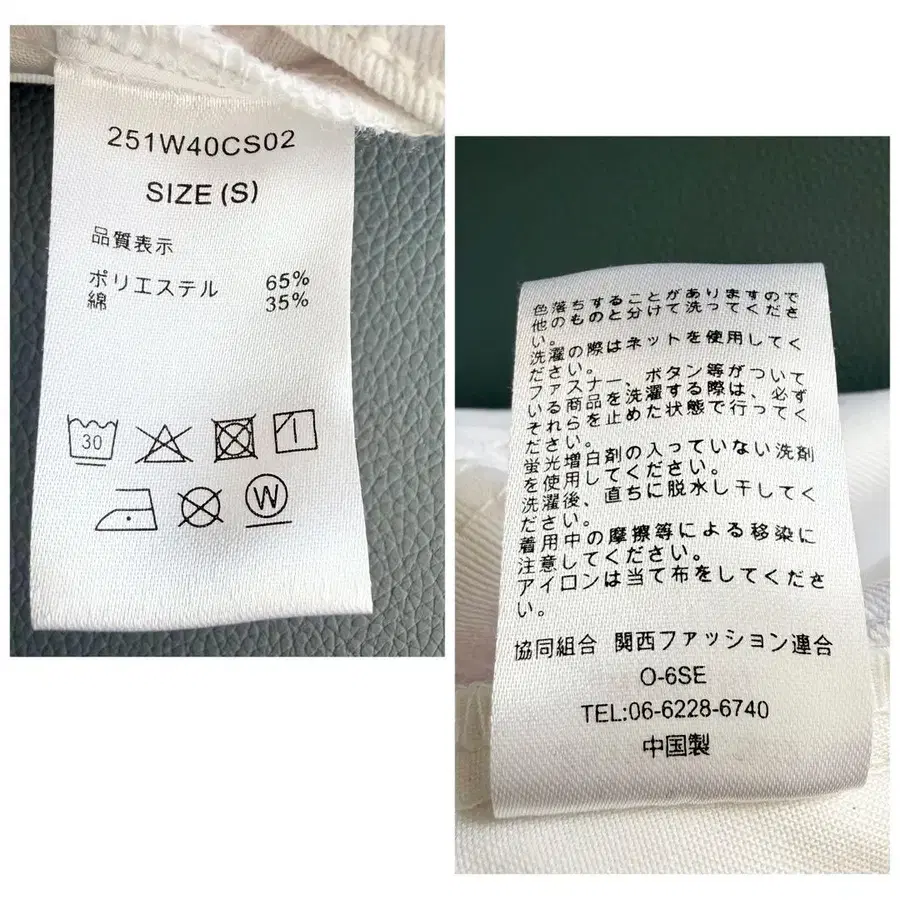 251W40CS02
SIZE (S)
品質表示
ポリエステル 65%
綿 35%
30
W
色落ちすることがありますので
他のものと分けて洗ってくださ
い。
洗濯の際はネットを使用してく
ださい。
ファスナー、ボタン等がついて
いる商品を洗濯する際は、必ず
それらを止めた状態で行ってく
ださい。
蛍光増白剤の入っていない洗剤
を使用してください。
洗濯後、直ちに脱水し干してく
ださい。
着用中の摩擦等による移染に
注意してください。
アイロンは当て布をしてくださ
い。
協同組合 関西ファッション連合
O-6SE
TEL:06-6228-6740
中国製